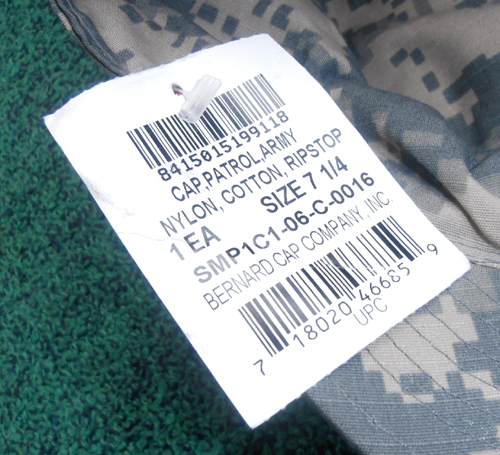 8415015199118
CAP,PATROL,ARMY
NYLON, COTTON, RIPSTOP
1 EA SIZE 7 1/4
SMP1C1-06-C-0016
BERNARD CAP COMPANY, INC.
7 18020 46685 9
UPC